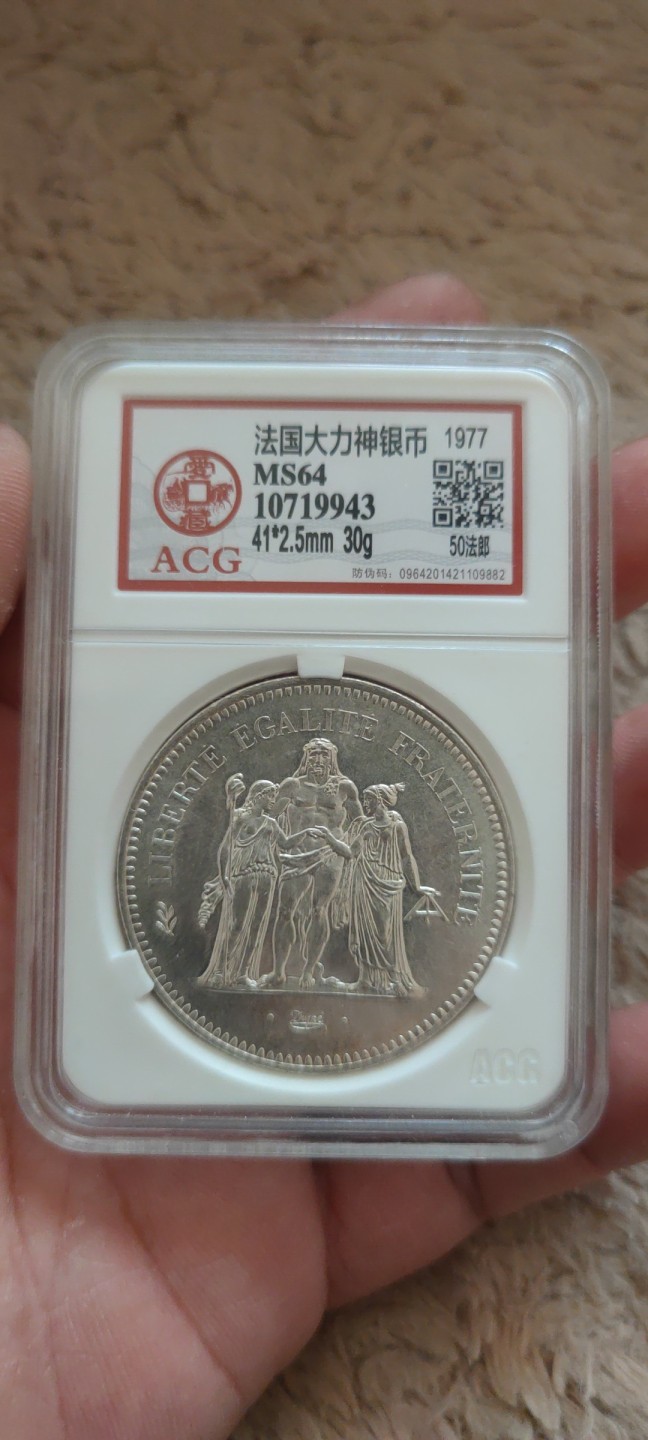 法国大力神银币 1977
MS64
10719943
41*2.5mm 30g
50法郎
防伪码：0964201421109882
ACG
LIBERTE EGALITE FRATERNITE
Dupré
ACG